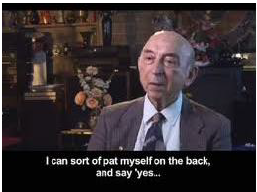 I can sort of pat myself on the back,
and say 'yes...